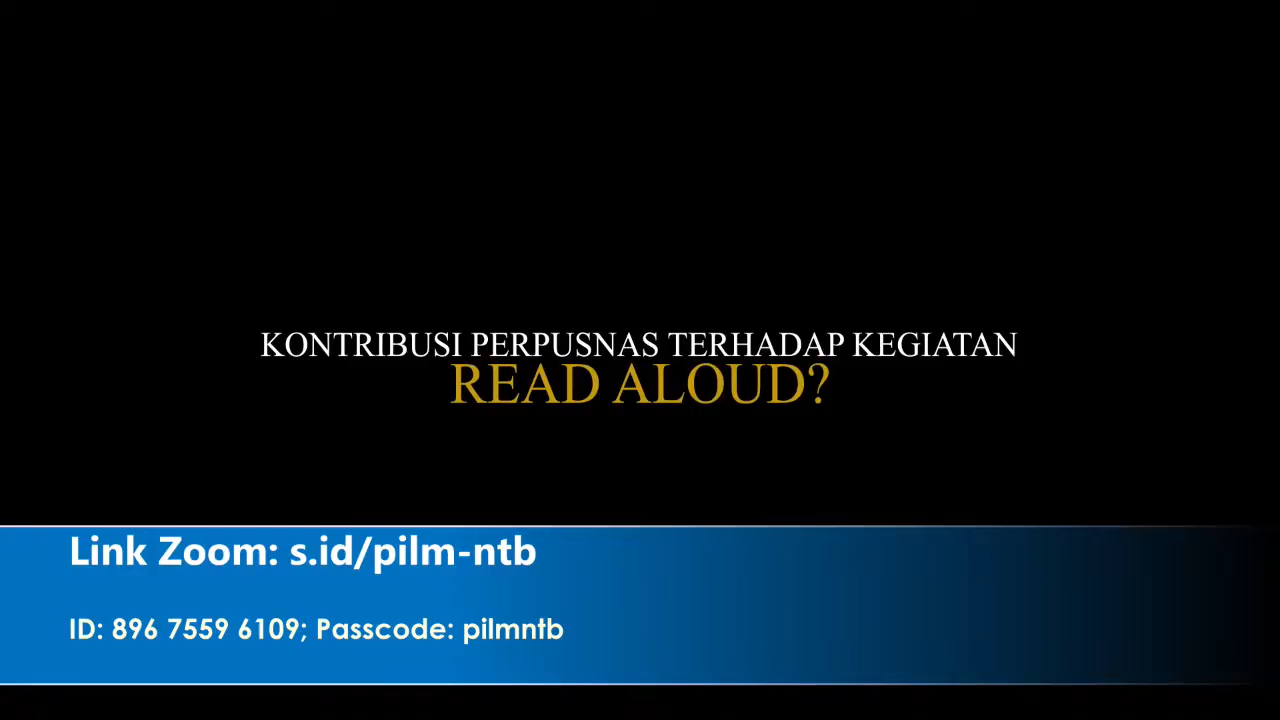 KONTRIBUSI PERPUSNAS TERHADAP KEGIATAN
READ ALOUD?
Link Zoom: s.id/pilm-ntb
ID: 896 7559 6109; Passcode: pilmntb